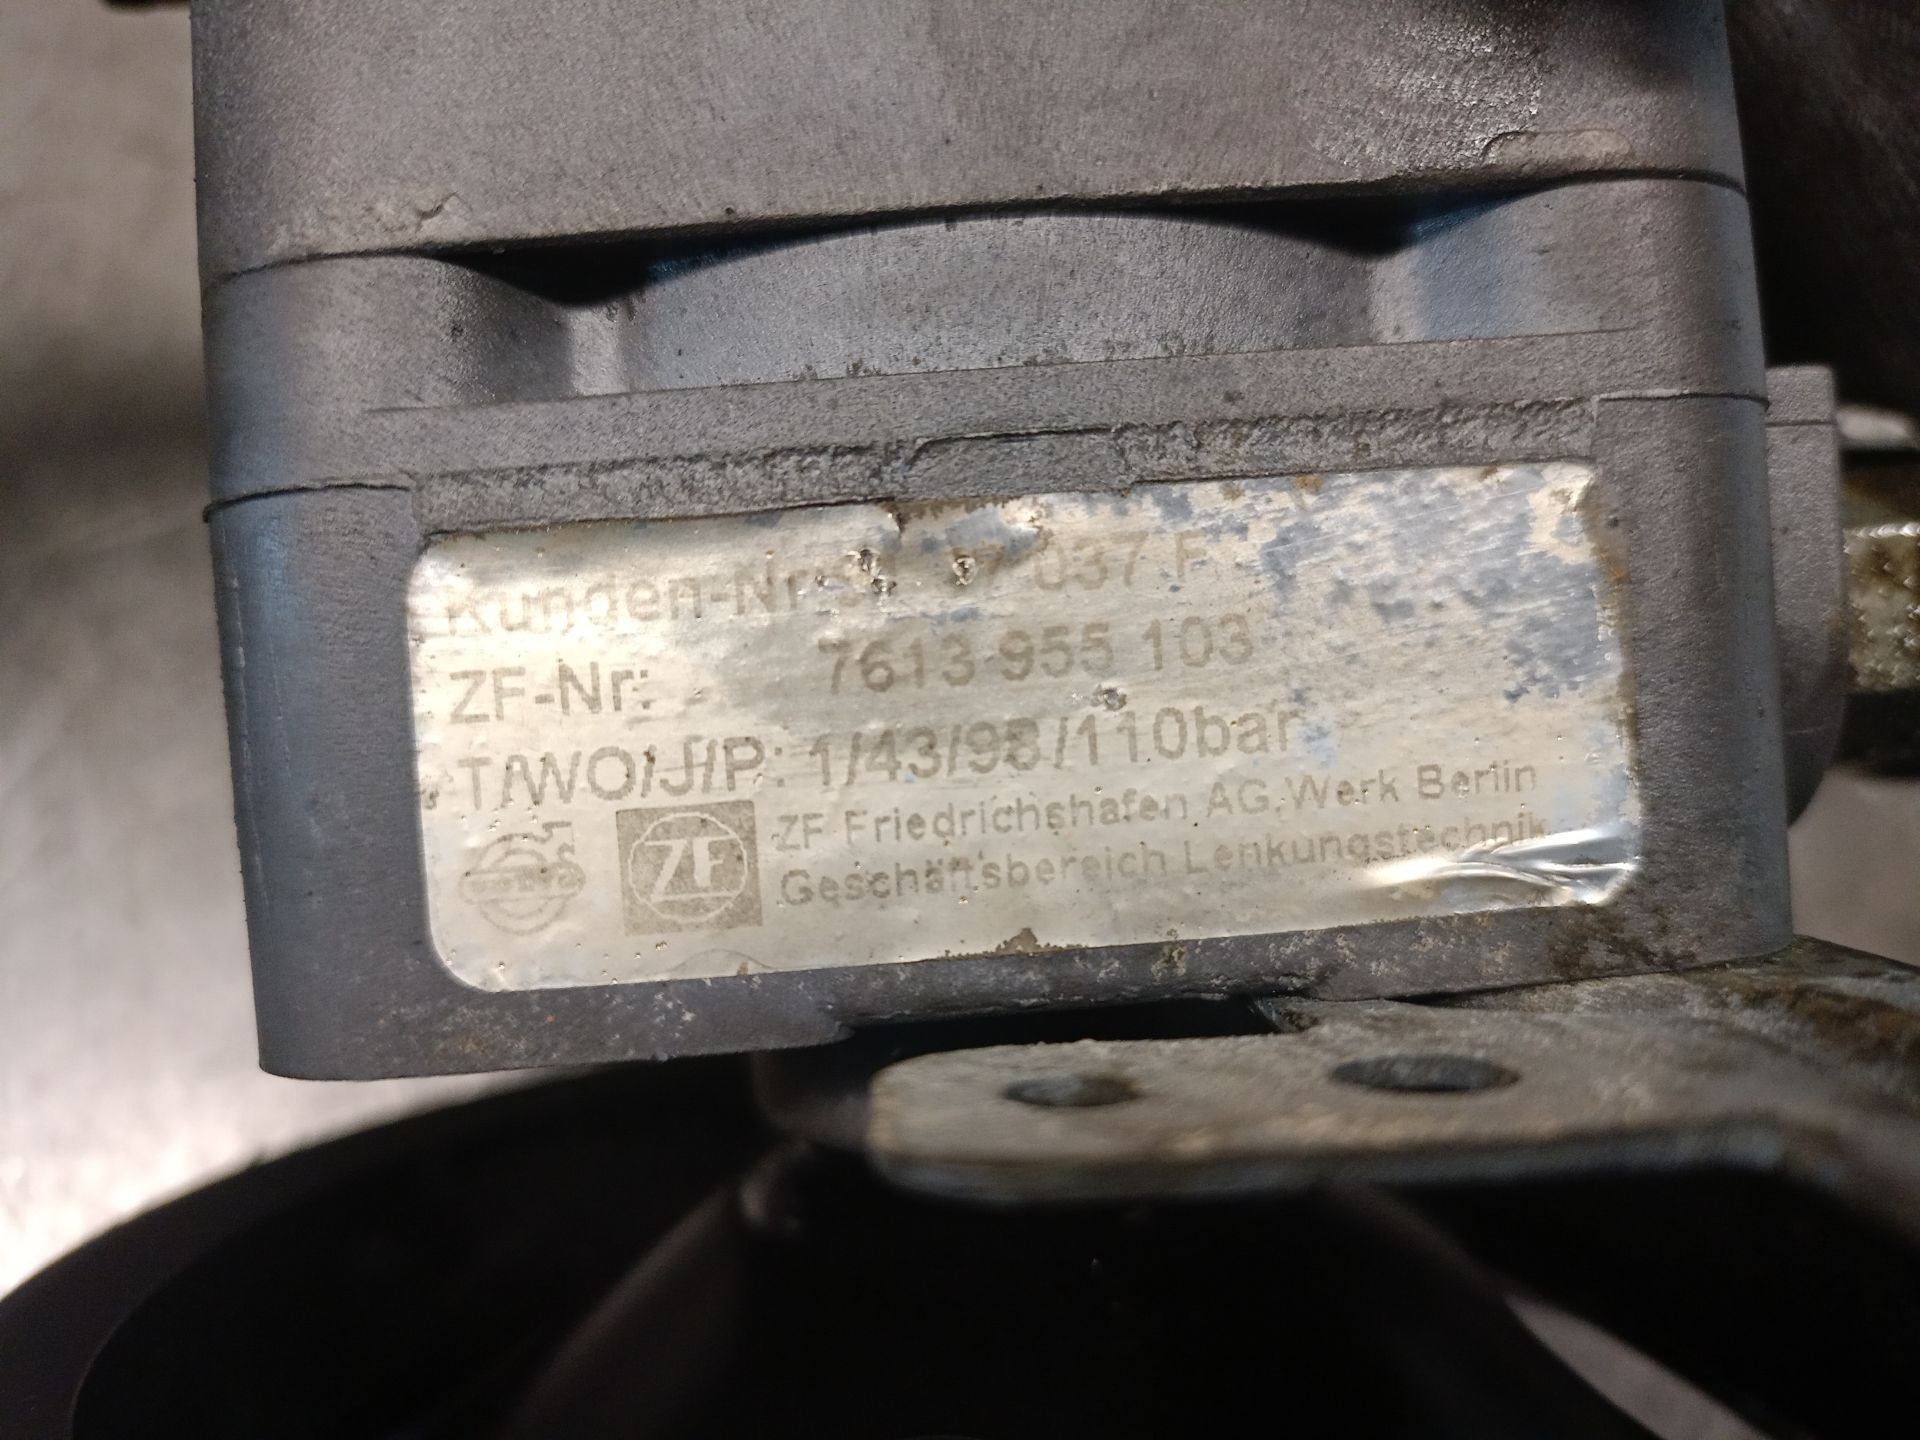 Kunden-Nr 037 F
ZF-Nr: 7613 955 103
T/WO/J/P: 1/43/98/110bar
ZF
ZF Friedrichshafen AG, Werk Berlin
Geschäftsbereich Lenkungstechnik